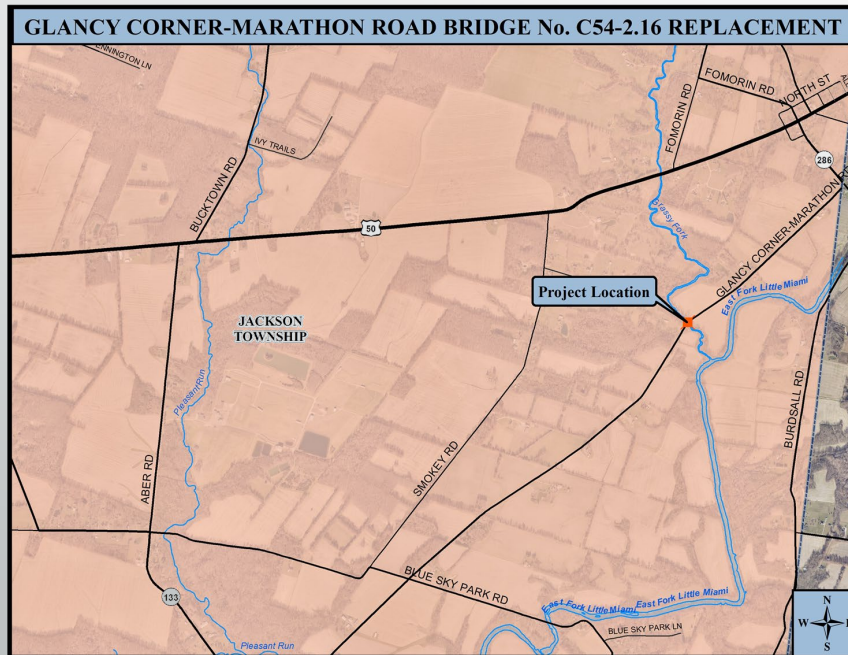 GLANCY CORNER-MARATHON ROAD BRIDGE No. C54-2.16 REPLACEMENT
FOMORIN RD
NORTH ST
IVY TRAILS
FOMORIN RD
286
BUCKTOWN RD
Grassy Fork
50
GLANCY CORNER-MARATHON
East Fork Little Miami
Project Location
JACKSON
TOWNSHIP
Pleasant Run
BURDSALL RD
SMOKEY RD
ABER RD
BLUE SKY PARK RD
133
East Fork Little Miami
East Fork Little Miami
BLUE SKY PARK LN
Pleasant Run
N
W
S